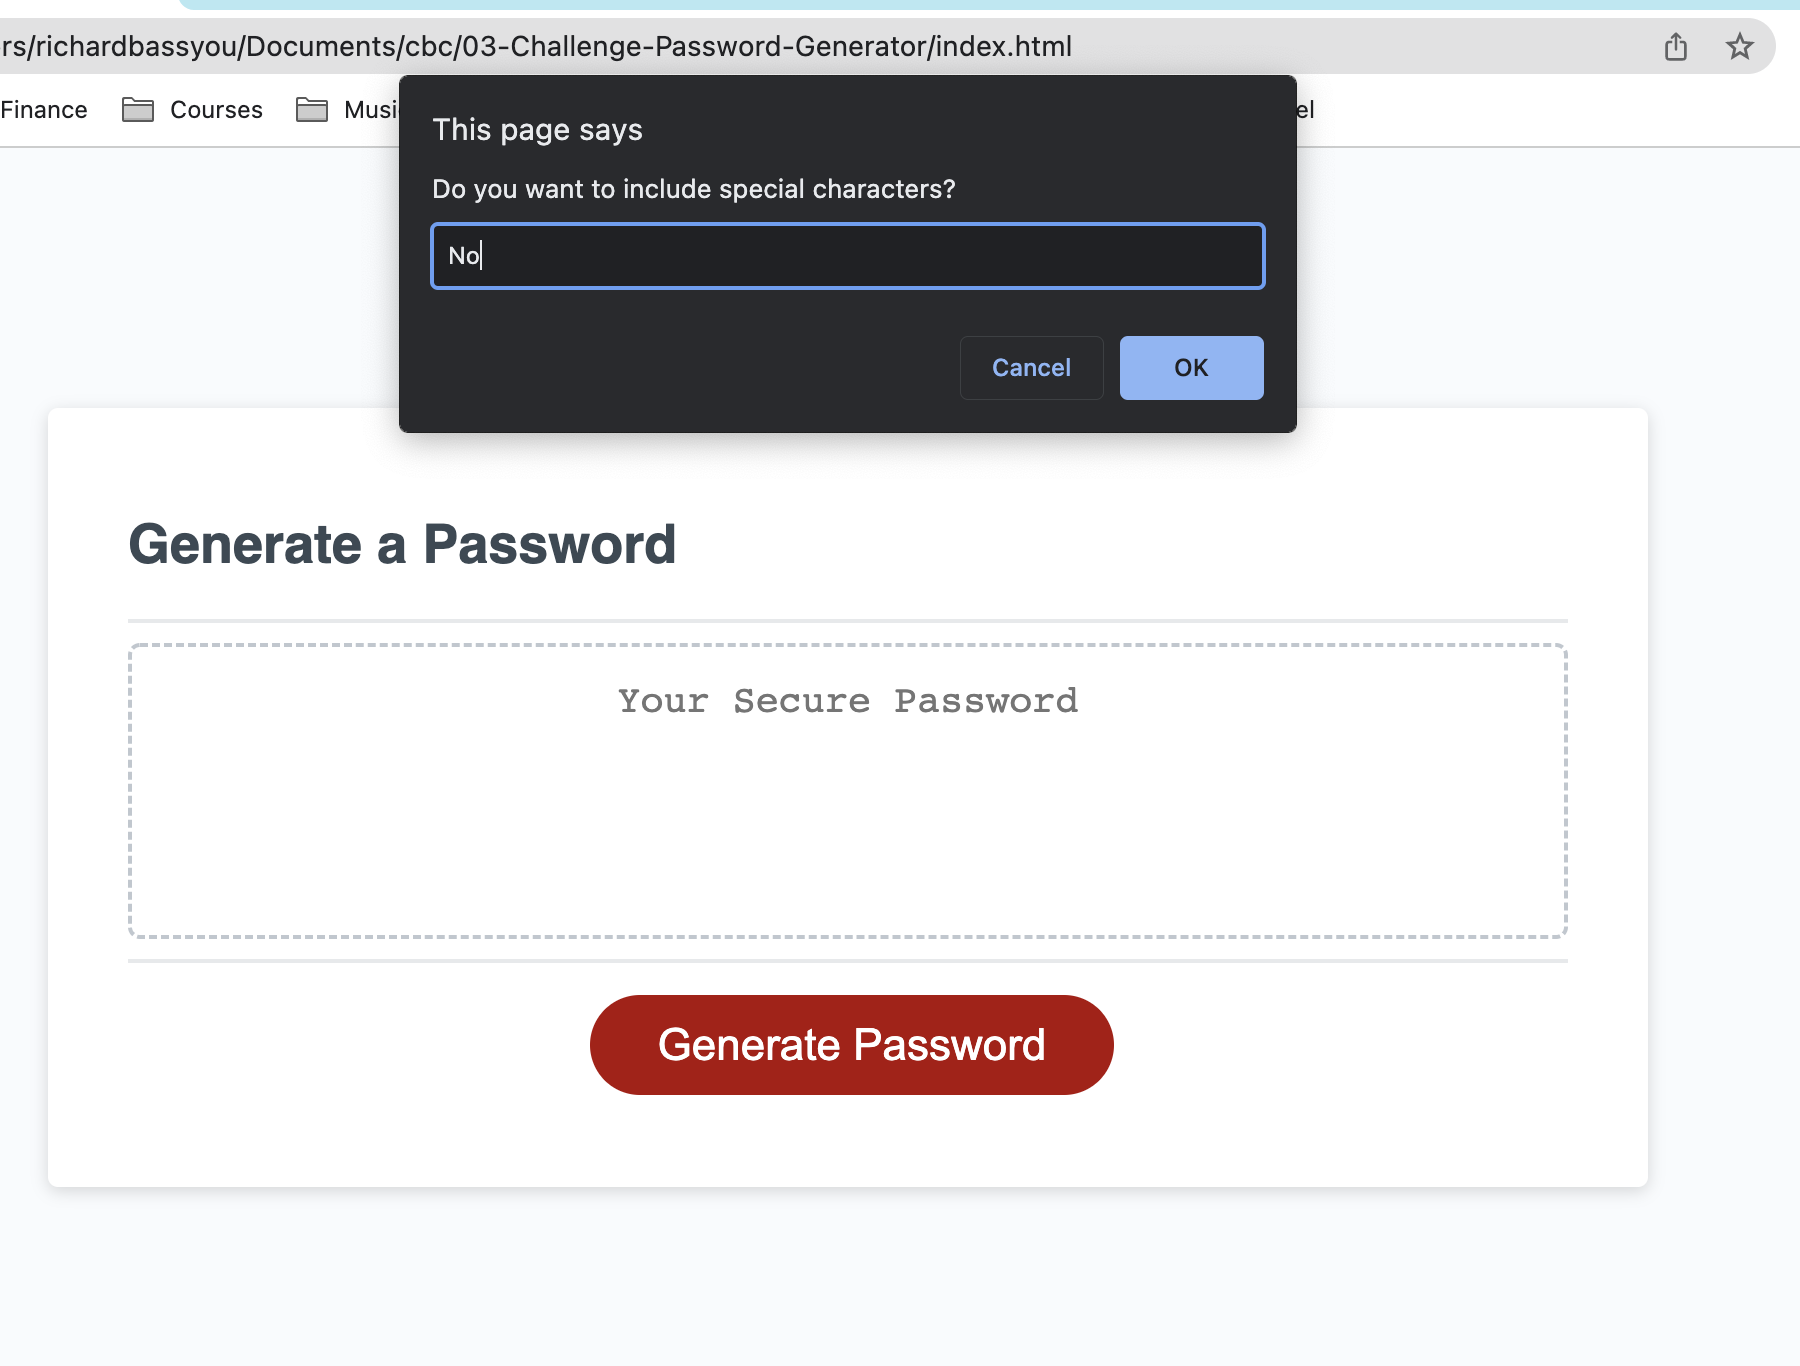 rs/richardbassyou/Documents/cbc/03-Challenge-Password-Generator/index.html
Finance Courses Musi el
This page says
Do you want to include special characters?
No
Cancel OK
Generate a Password
Your Secure Password
Generate Password